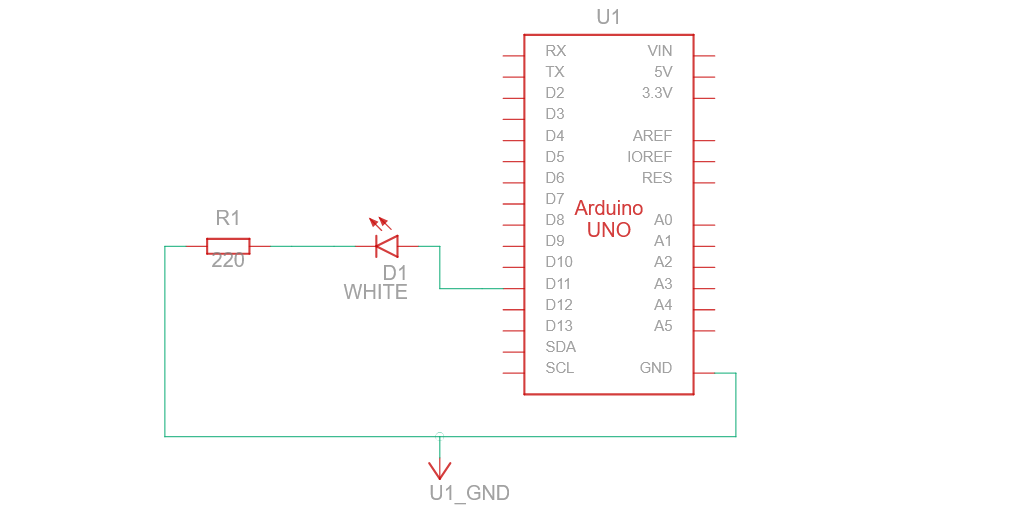 U1
RX VIN
TX 5V
D2 3.3V
D3
D4 AREF
D5 IOREF
D6 RES
D7
Arduino
UNO
D8 A0
D9 A1
D10 A2
D11 A3
D12 A4
D13 A5
SDA
SCL GND
R1
220
D1
WHITE
U1_GND